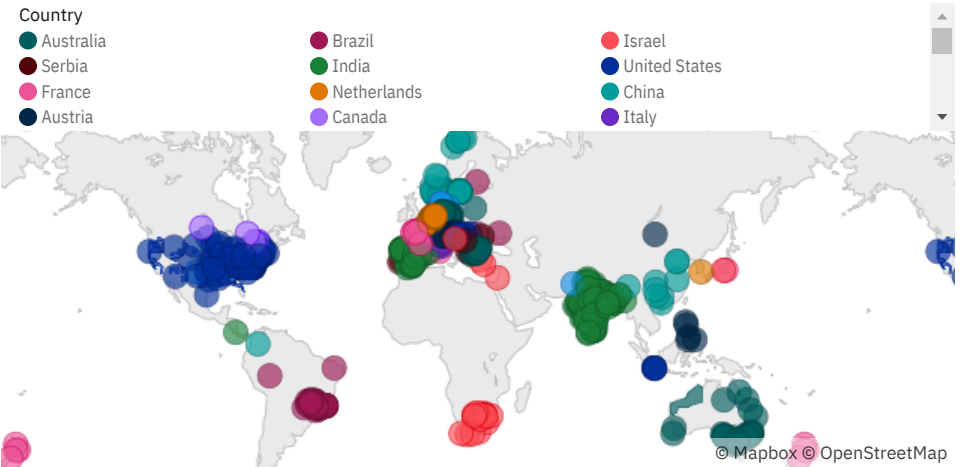 Country
Australia Brazil Israel
Serbia India United States
France Netherlands China
Austria Canada Italy
© Mapbox © OpenStreetMap